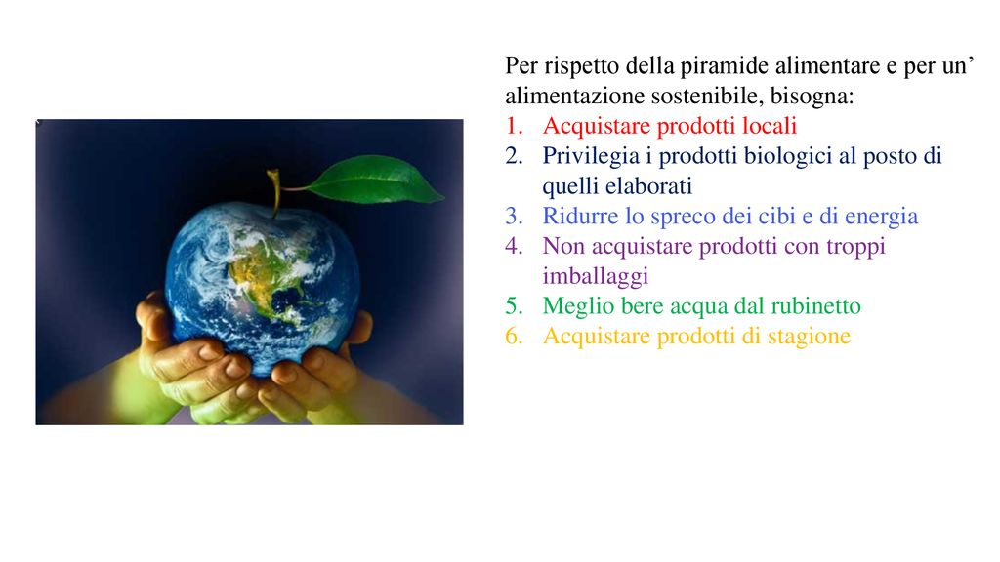 Per rispetto della piramide alimentare e per un’
alimentazione sostenibile, bisogna:
1. Acquistare prodotti locali
2. Privilegia i prodotti biologici al posto di
quelli elaborati
3. Ridurre lo spreco dei cibi e di energia
4. Non acquistare prodotti con troppi
imballaggi
5. Meglio bere acqua dal rubinetto
6. Acquistare prodotti di stagione